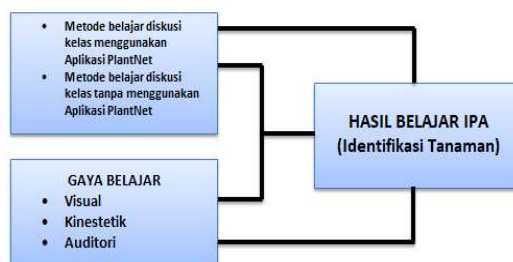 • Metode belajar diskusi
kelas menggunakan
Aplikasi PlantNet
• Metode belajar diskusi
kelas tanpa menggunakan
Aplikasi PlantNet
HASIL BELAJAR IPA
(Identifikasi Tanaman)
GAYA BELAJAR
• Visual
• Kinestetik
• Auditori